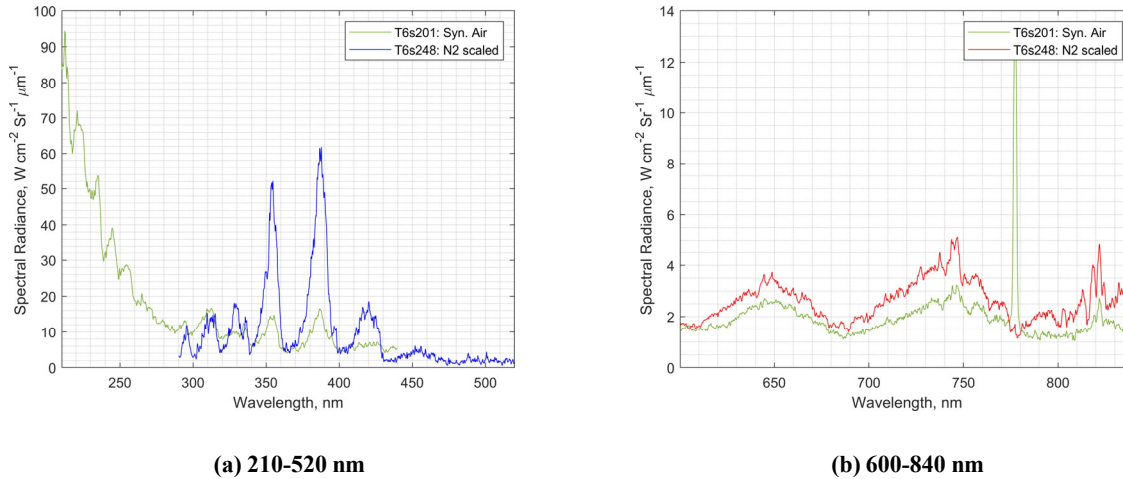 100
90
80
70
60
50
40
30
20
10
0
Spectral Radiance, W cm⁻² Sr⁻¹ μm⁻¹
T6s201: Syn. Air
T6s248: N2 scaled
250 300 350 400 450 500
Wavelength, nm
(a) 210-520 nm
14
12
10
8
6
4
2
0
Spectral Radiance, W cm⁻² Sr⁻¹ μm⁻¹
T6s201: Syn. Air
T6s248: N2 scaled
650 700 750 800
Wavelength, nm
(b) 600-840 nm